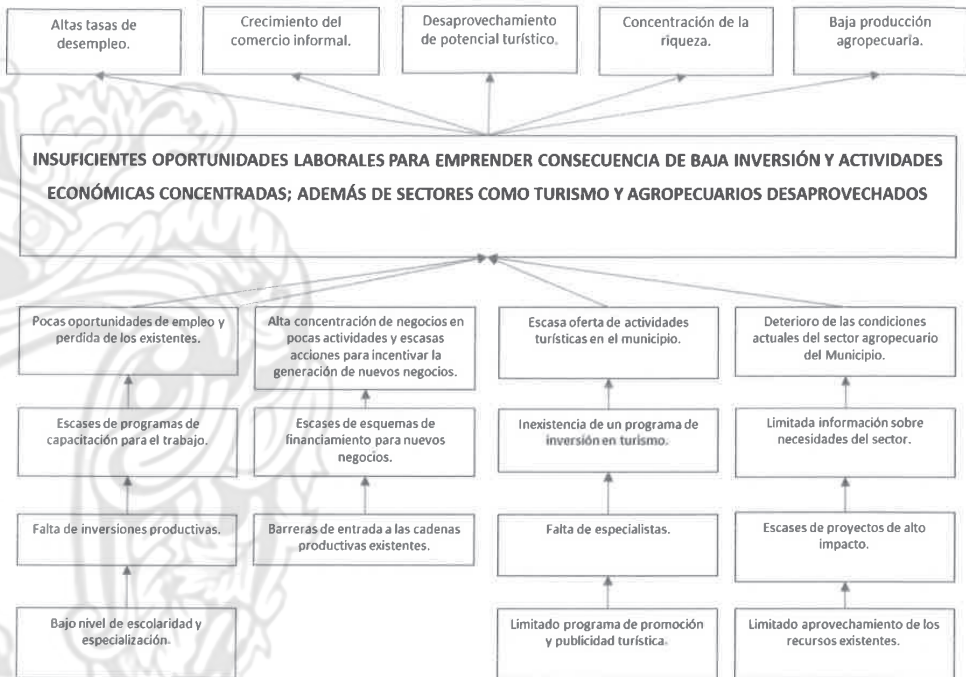 Altas tasas de
desempleo.
Crecimiento del
comercio informal.
Desaprovechamiento
de potencial turístico.
Concentración de la
riqueza.
Baja producción
agropecuaria.
INSUFICIENTES OPORTUNIDADES LABORALES PARA EMPRENDER CONSECUENCIA DE BAJA INVERSIÓN Y ACTIVIDADES
ECONÓMICAS CONCENTRADAS; ADEMÁS DE SECTORES COMO TURISMO Y AGROPECUARIOS DESAPROVECHADOS
Pocas oportunidades de empleo y
perdida de los existentes.
Alta concentración de negocios en
pocas actividades y escasas
acciones para incentivar la
generación de nuevos negocios.
Escasa oferta de actividades
turísticas en el municipio.
Deterioro de las condiciones
actuales del sector agropecuario
del Municipio.
Escases de programas de
capacitación para el trabajo.
Escases de esquemas de
financiamiento para nuevos
negocios.
Inexistencia de un programa de
inversión en turismo.
Limitada información sobre
necesidades del sector.
Falta de inversiones productivas.
Barreras de entrada a las cadenas
productivas existentes.
Falta de especialistas.
Escases de proyectos de alto
impacto.
Bajo nivel de escolaridad y
especialización.
Limitado programa de promoción
y publicidad turística.
Limitado aprovechamiento de los
recursos existentes.